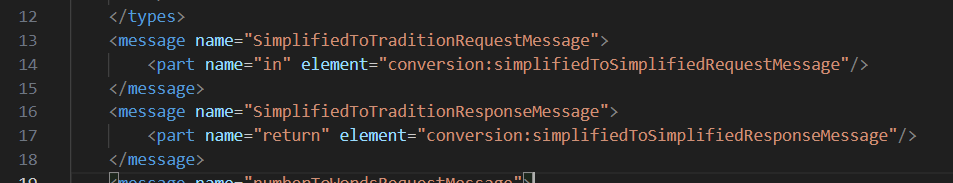 12 </types>
13 <message name="SimplifiedToTraditionRequestMessage">
14 <part name="in" element="conversion:simplifiedToSimplifiedRequestMessage"/>
15 </message>
16 <message name="SimplifiedToTraditionResponseMessage">
17 <part name="return" element="conversion:simplifiedToSimplifiedResponseMessage"/>
18 </message>
19 <message name="numberToWordsRequestMessage">